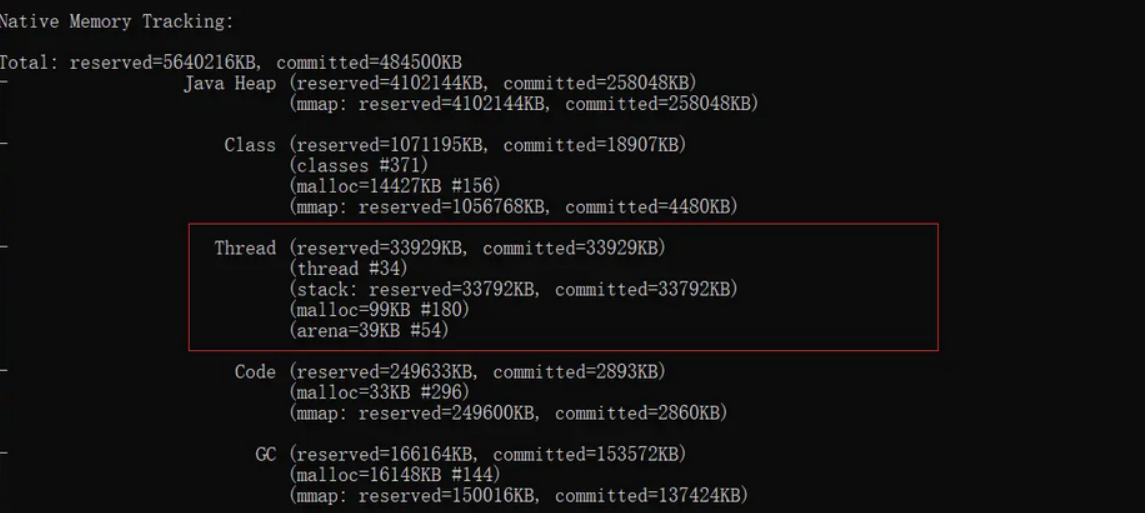 Native Memory Tracking:
Total: reserved=5640216KB, committed=484500KB
- Java Heap (reserved=4102144KB, committed=258048KB)
(mmap: reserved=4102144KB, committed=258048KB)
- Class (reserved=1071195KB, committed=18907KB)
(classes #371)
(malloc=14427KB #156)
(mmap: reserved=1056768KB, committed=4480KB)
- Thread (reserved=33929KB, committed=33929KB)
(thread #34)
(stack: reserved=33792KB, committed=33792KB)
(malloc=99KB #180)
(arena=39KB #54)
- Code (reserved=249633KB, committed=2893KB)
(malloc=33KB #296)
(mmap: reserved=249600KB, committed=2860KB)
- GC (reserved=166164KB, committed=153572KB)
(malloc=16148KB #144)
(mmap: reserved=150016KB, committed=137424KB)